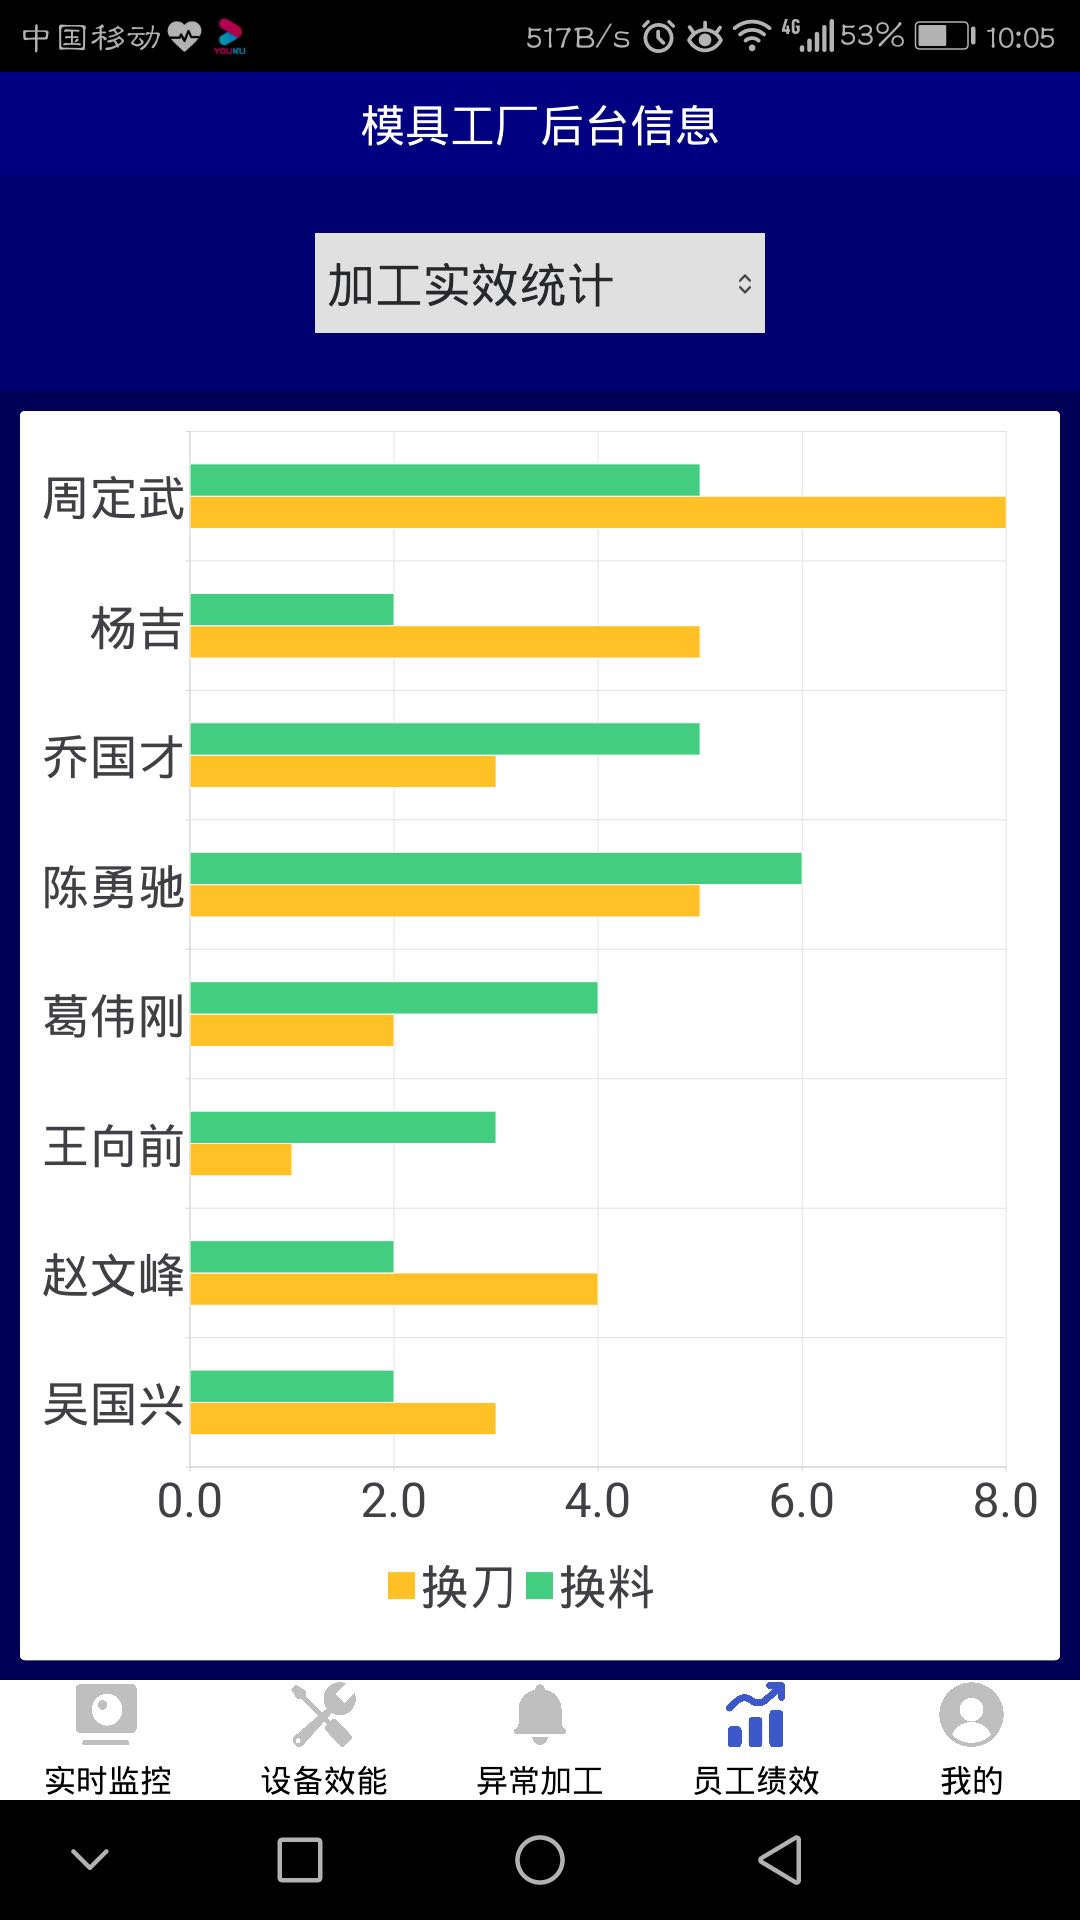 中国移动 YOUKU 517B/s 4G 53% 10:05
模具工厂后台信息
加工实效统计
周定武
杨吉
乔国才
陈勇驰
葛伟刚
王向前
赵文峰
吴国兴
0.0 2.0 4.0 6.0 8.0
换刀 换料
实时监控 设备效能 异常加工 员工绩效 我的